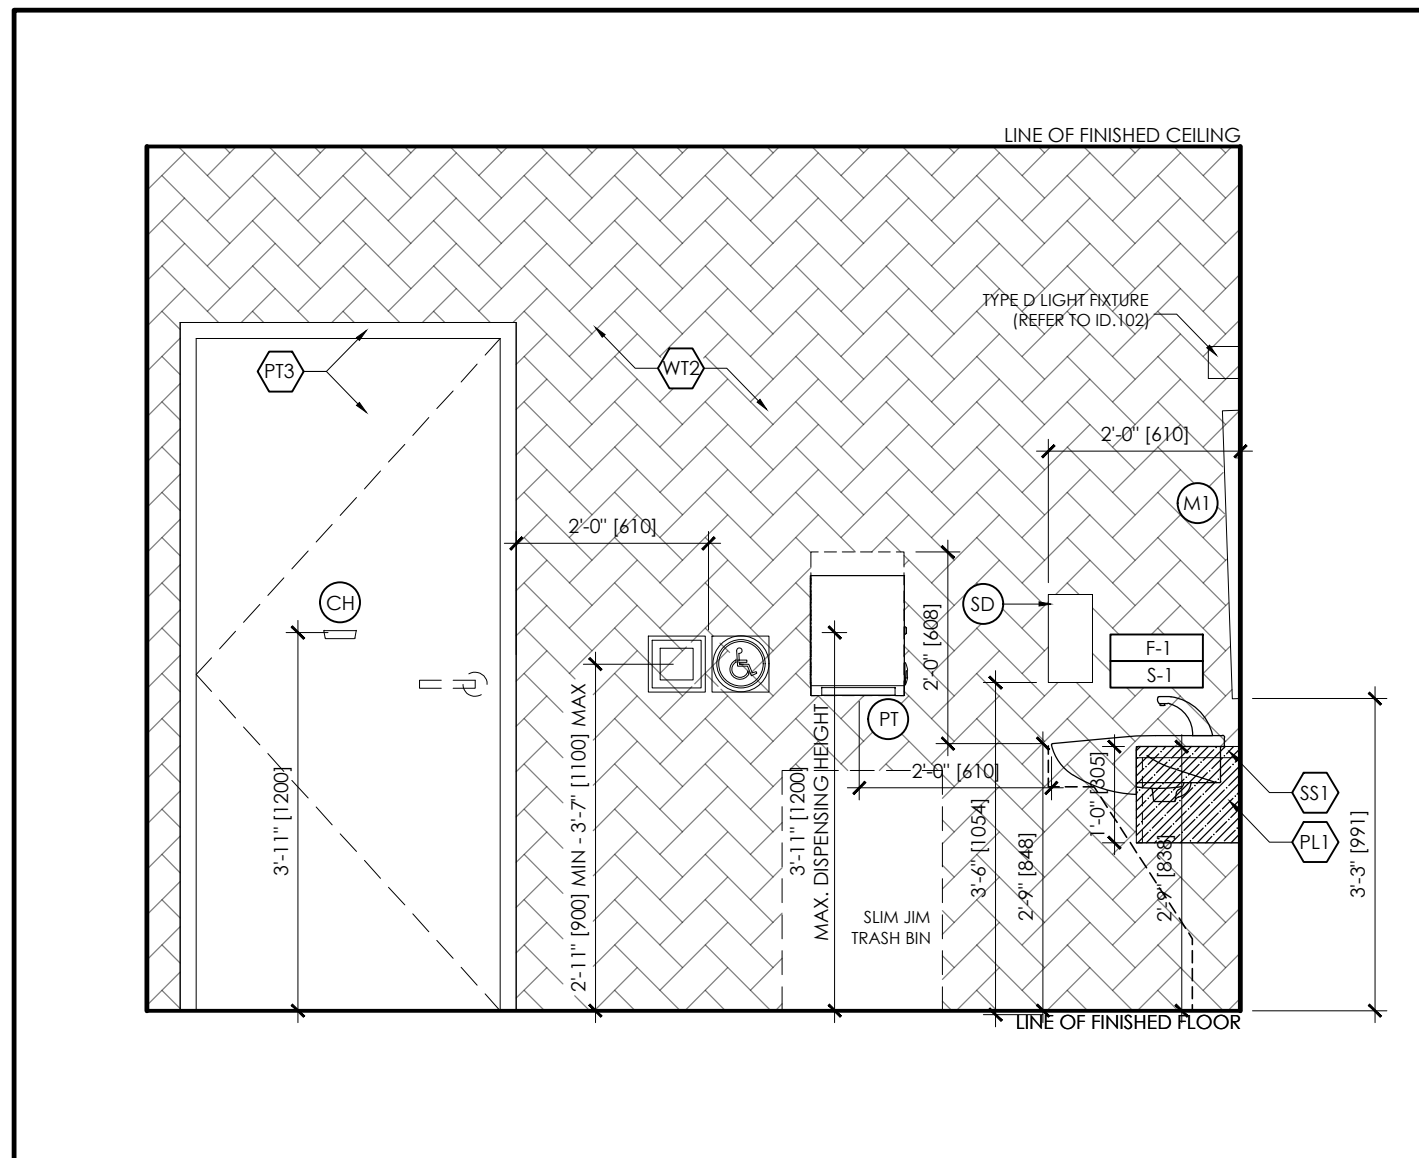 LINE OF FINISHED CEILING
TYPE D LIGHT FIXTURE
(REFER TO ID.102)
PT3
WT2
2'-0" [610]
M1
2'-0" [610]
CH
SD
2'-0" [608]
F-1
S-1
PT
3'-11" [1200]
2'-11" [900] MIN - 3'-7" [1100] MAX
3'-11" [1200]
MAX. DISPENSING HEIGHT
2'-0" [610]
3'-6" [1054]
2'-9" [848]
1'-0" [305]
2'-9" [838]
SS1
PL1
3'-3" [991]
SLIM JIM
TRASH BIN
LINE OF FINISHED FLOOR